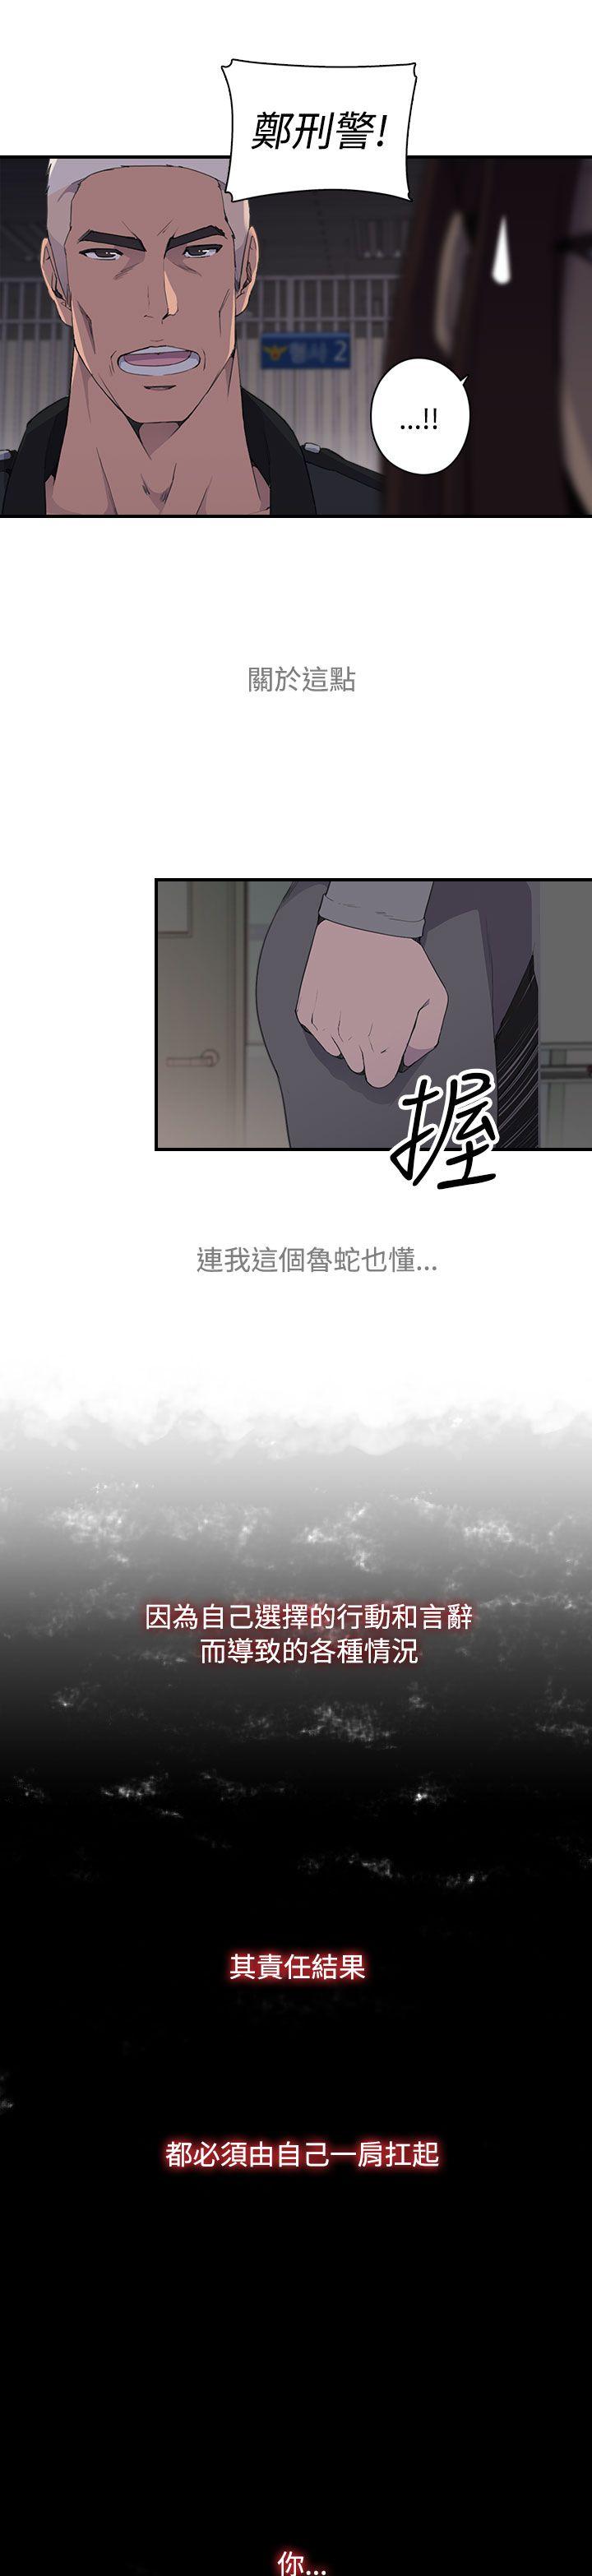 鄭刑警!
형사 2
...!!
關於這點
握
連我這個魯蛇也懂...
因為自己選擇的行動和言辭
而導致的各種情況
其責任結果
都必須由自己一肩扛起
你...